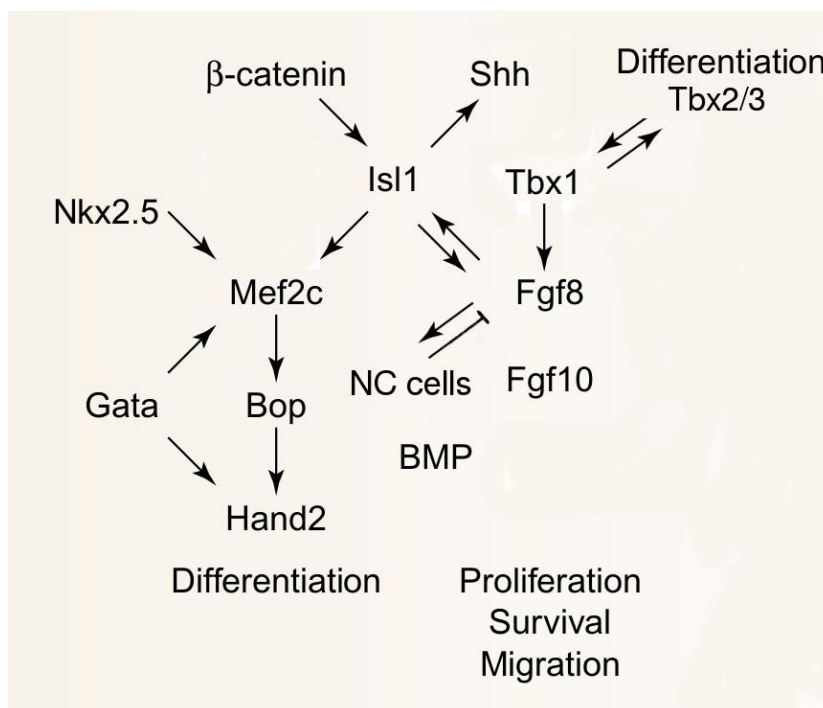 β-catenin
Shh
Differentiation
Tbx2/3
Isl1
Tbx1
Nkx2.5
Mef2c
Fgf8
NC cells
Fgf10
Gata
Bop
BMP
Hand2
Differentiation
Proliferation
Survival
Migration